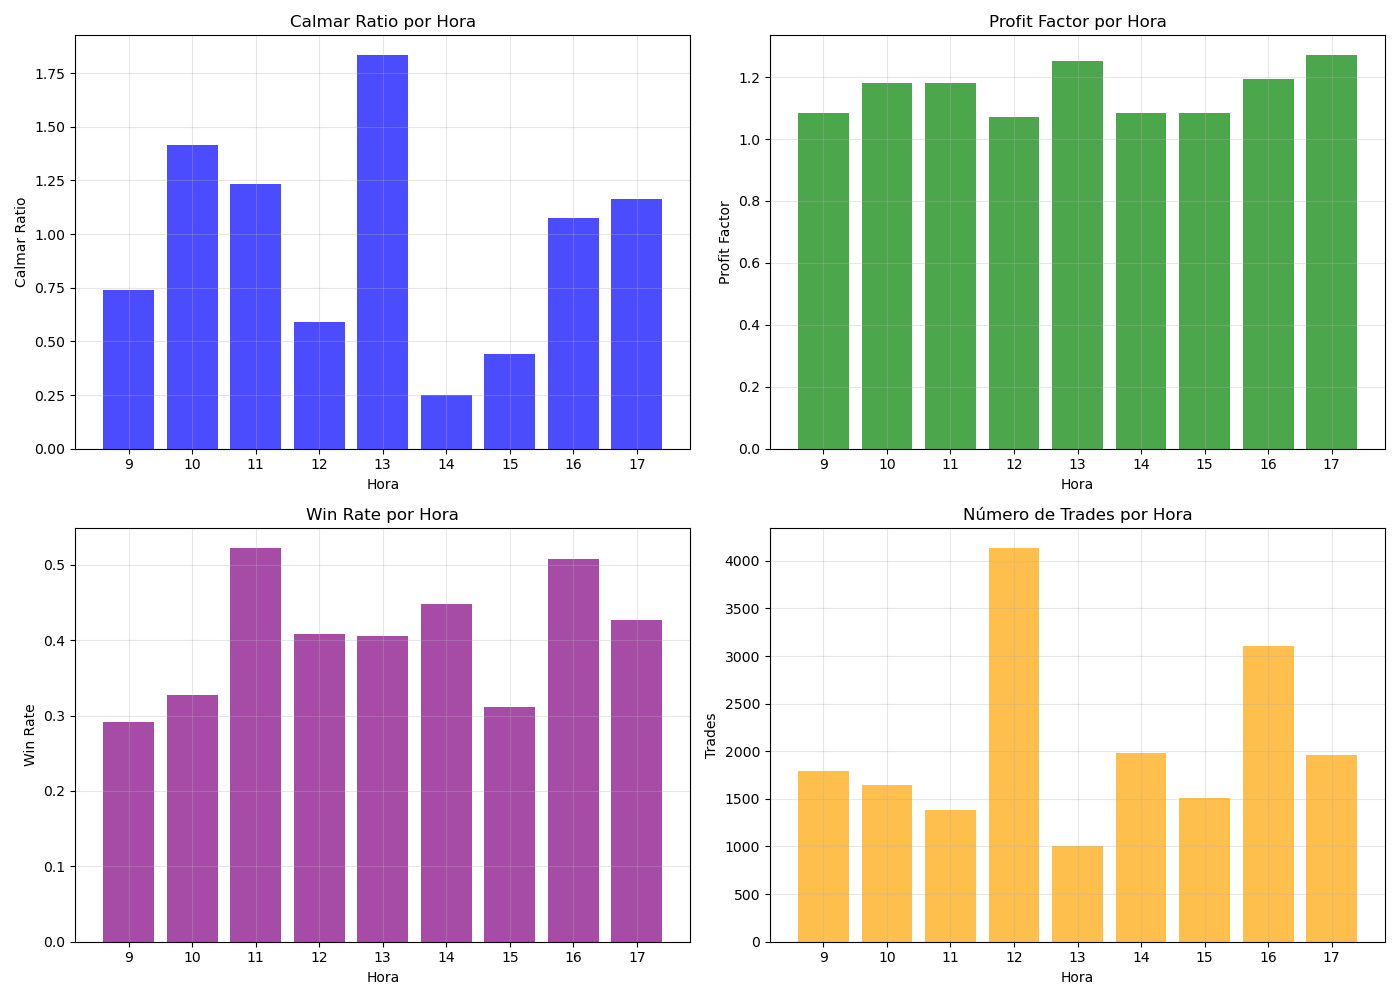 Calmar Ratio por Hora
Calmar Ratio
1.75
1.50
1.25
1.00
0.75
0.50
0.25
0.00
9 10 11 12 13 14 15 16 17
Hora
Profit Factor por Hora
Profit Factor
1.2
1.0
0.8
0.6
0.4
0.2
0.0
9 10 11 12 13 14 15 16 17
Hora
Win Rate por Hora
Win Rate
0.5
0.4
0.3
0.2
0.1
0.0
9 10 11 12 13 14 15 16 17
Hora
Número de Trades por Hora
Trades
4000
3500
3000
2500
2000
1500
1000
500
0
9 10 11 12 13 14 15 16 17
Hora